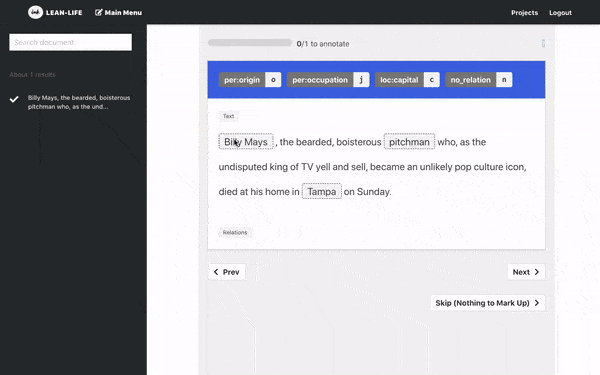 ink LEAN-LIFE Main Menu Projects Logout
Search document
0/1 to annotate
About 1 results
Billy Mays, the bearded, boisterous
pitchman who, as the und...
per:origin o per:occupation j loc:capital c no_relation n
Text
Billy Mays , the bearded, boisterous pitchman who, as the
undisputed king of TV yell and sell, became an unlikely pop culture icon,
died at his home in Tampa on Sunday.
Relations
Prev Next
Skip (Nothing to Mark Up)